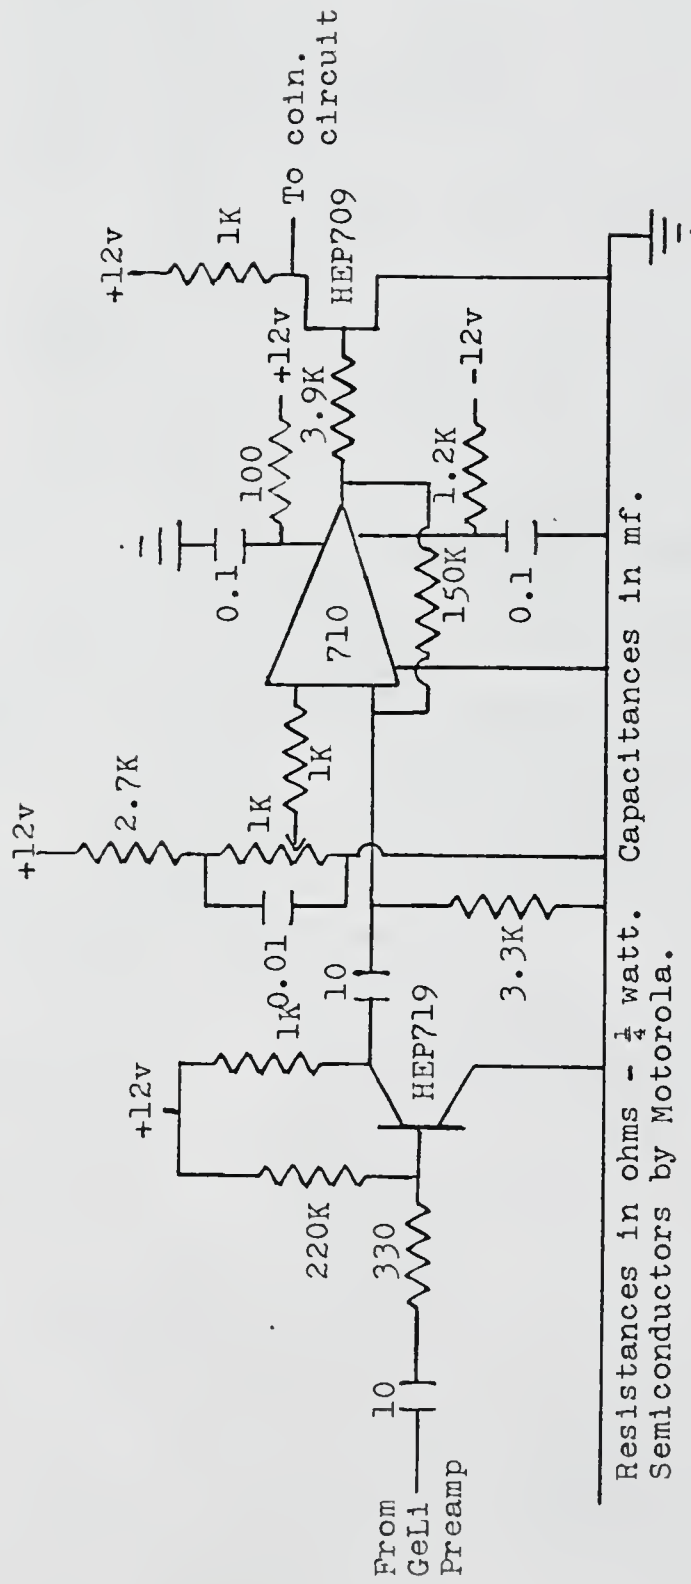 From
GeLi
Preamp
10
330
220K
+12v
1K
HEP719
10
0.01
3.3K
+12v
2.7K
1K
1K
710
150K
0.1
100
+12v
0.1
1.2K
-12v
3.9K
HEP709
+12v
1K
To coin.
circuit
Resistances in ohms - ¼ watt. Capacitances in mf.
Semiconductors by Motorola.